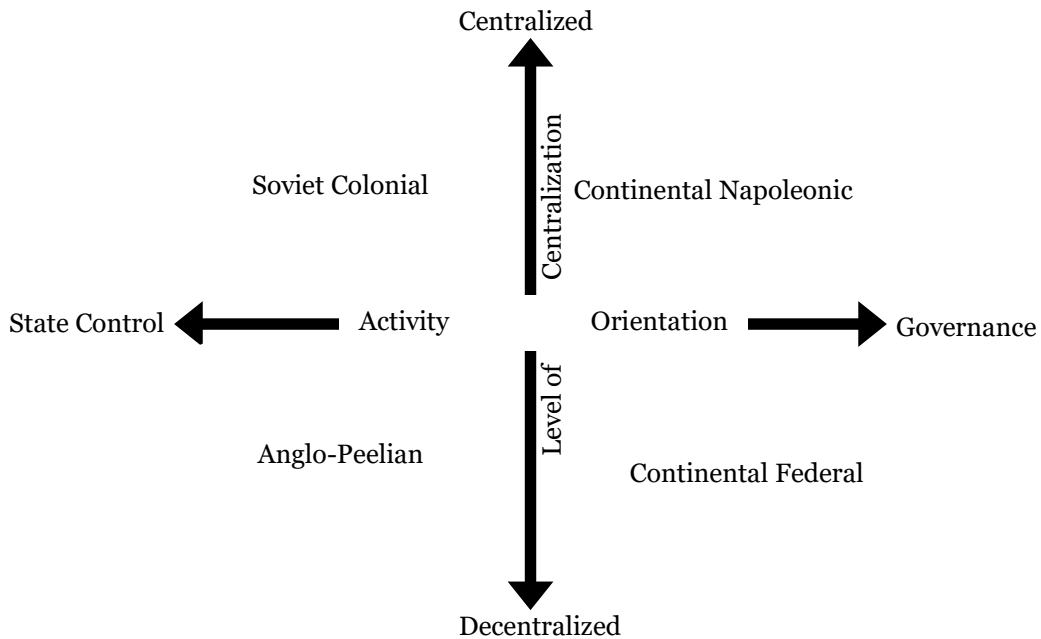 Centralized
Soviet Colonial
Centralization
Continental Napoleonic
State Control
Activity
Orientation
Governance
Level of
Anglo-Peelian
Continental Federal
Decentralized